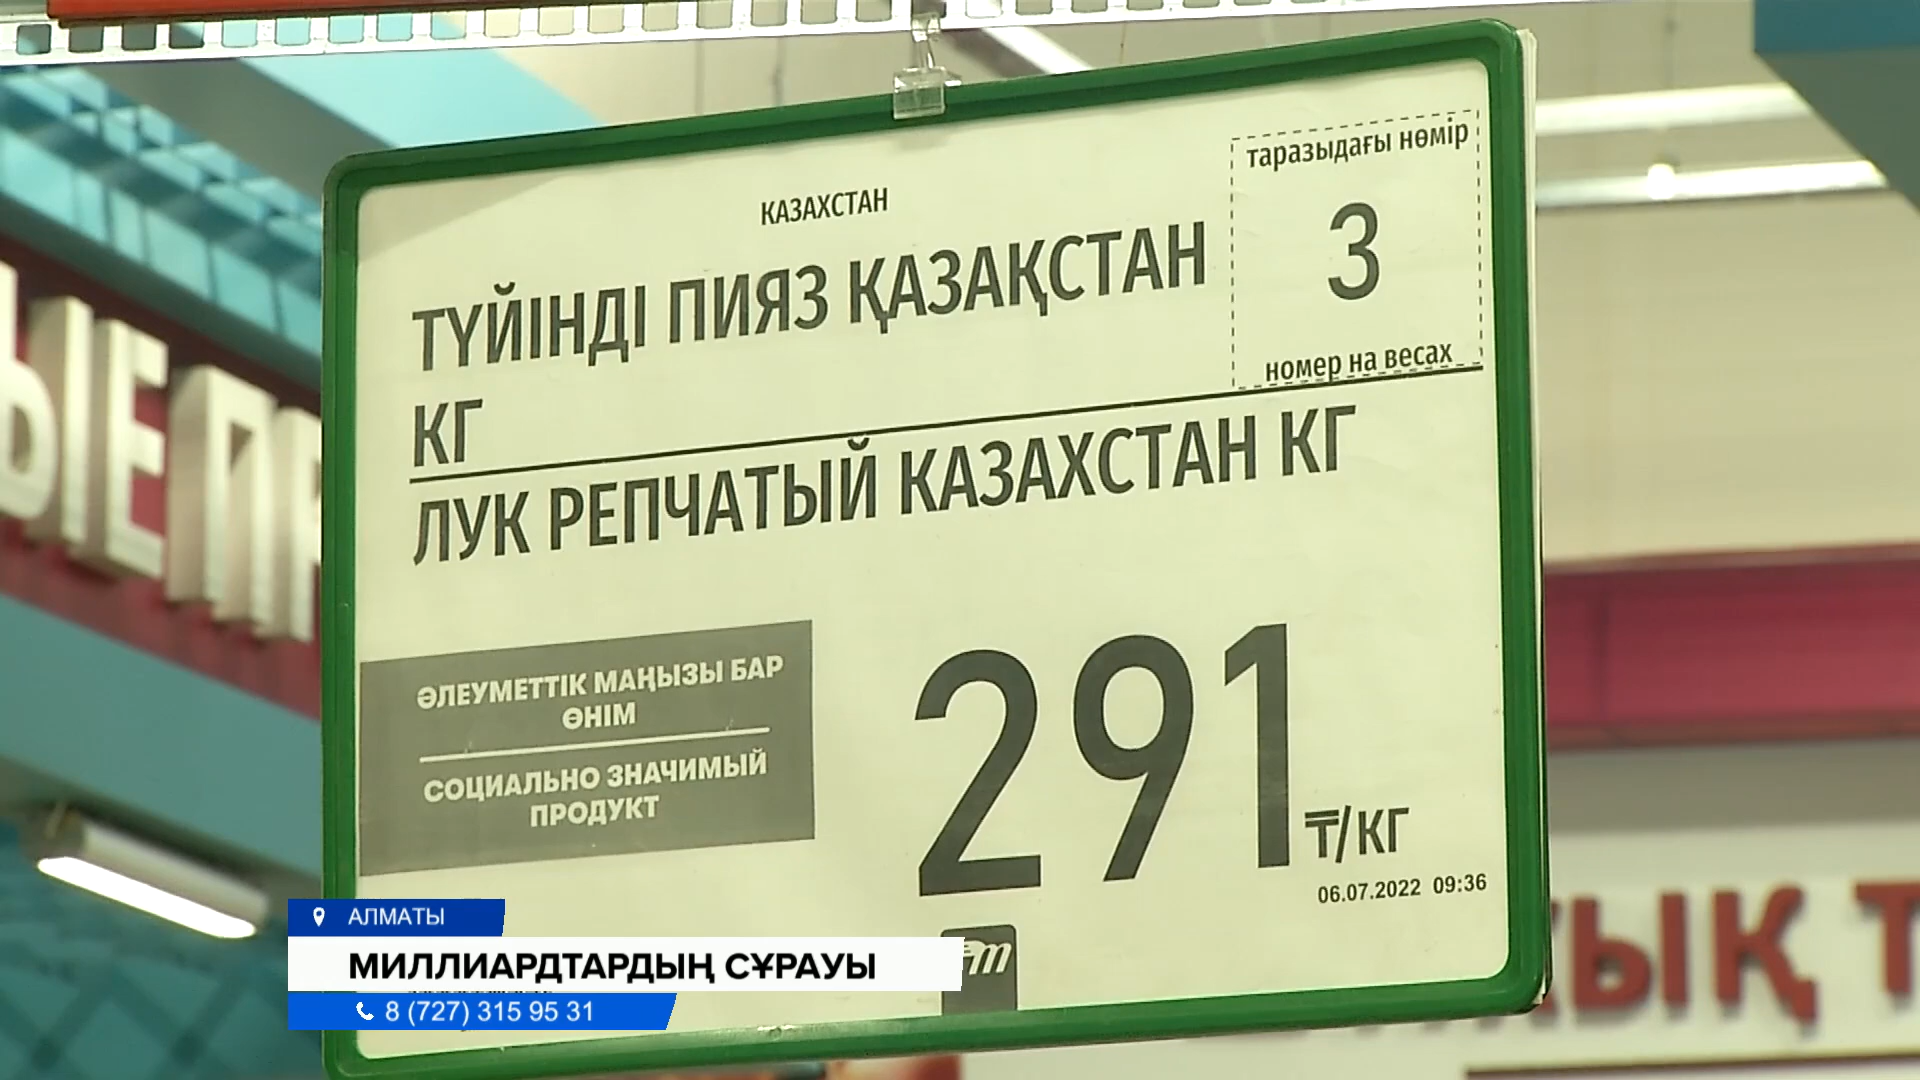 КАЗАХСТАН
ТҮЙІНДІ ПИЯЗ ҚАЗАҚСТАН
КГ
таразыдағы нөмір
3
номер на весах
ЛУК РЕПЧАТЫЙ КАЗАХСТАН КГ
ӘЛЕУМЕТТІК МАҢЫЗЫ БАР
ӨНІМ
СОЦИАЛЬНО ЗНАЧИМЫЙ
ПРОДУКТ
291
₸/КГ
06.07.2022 09:36
АЛМАТЫ
МИЛЛИАРДТАРДЫҢ СҰРАУЫ
8 (727) 315 95 31